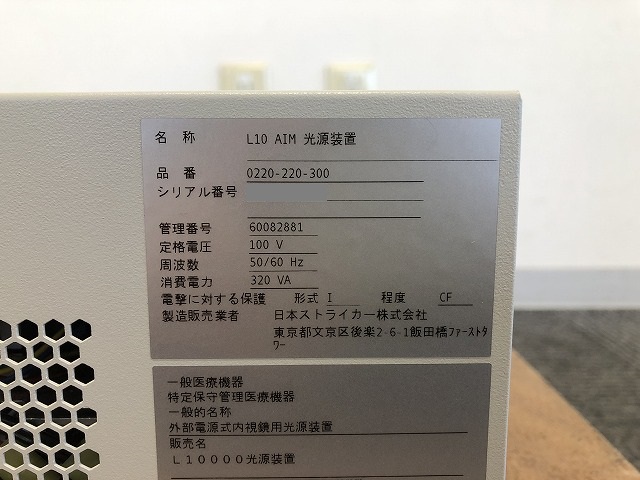 名 称 L10 AIM 光源装置
品 番 0220-220-300
シリアル番号
管理番号 60082881
定格電圧 100 V
周波数 50/60 Hz
消費電力 320 VA
電撃に対する保護 形式 I 程度 CF
製造販売業者 日本ストライカー株式会社
東京都文京区後楽2-6-1飯田橋ファーストタ
ワー
一般医療機器
特定保守管理医療機器
一般的名称
外部電源式内視鏡用光源装置
販売名
L10000光源装置